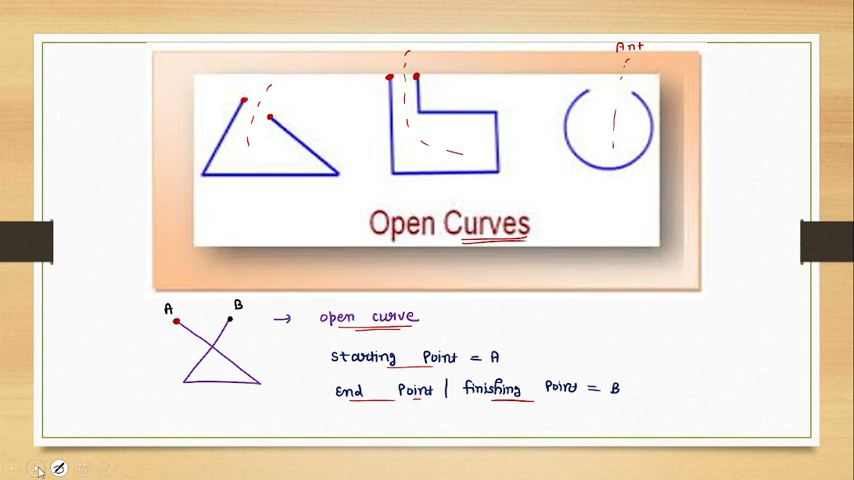 Ant
Open Curves
A B → open curve
starting Point = A
End Point | finishing Point = B